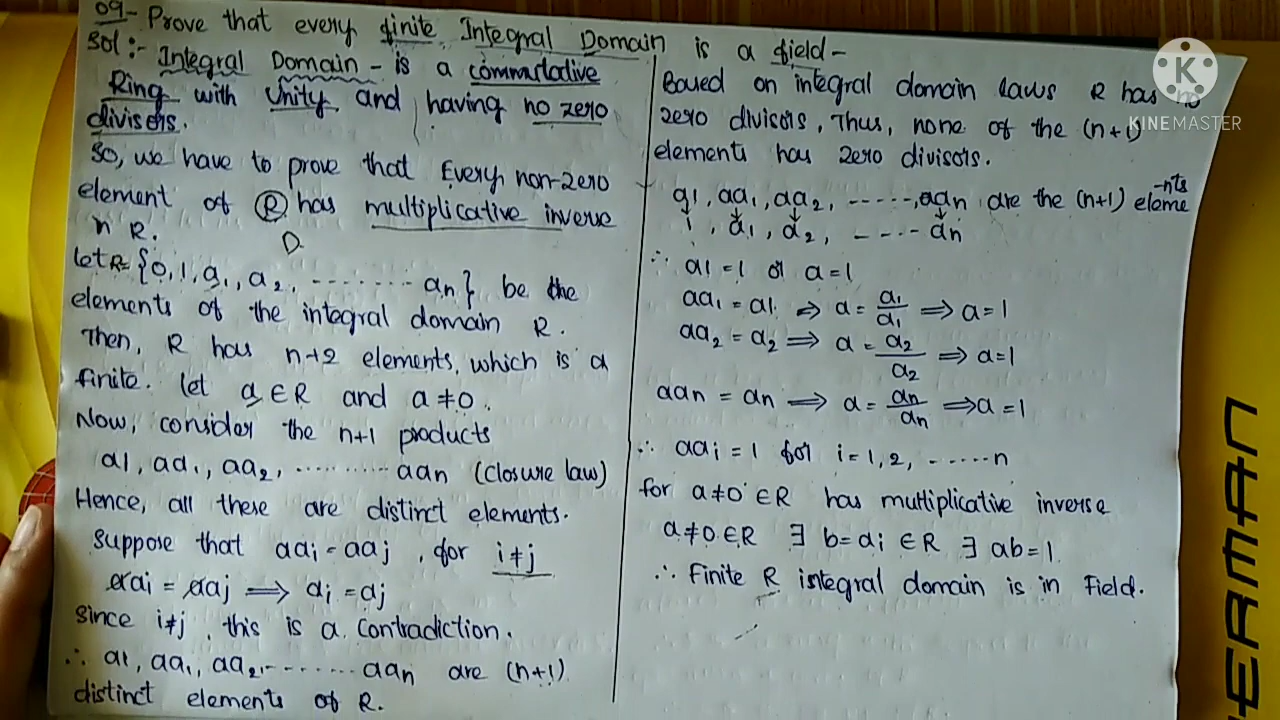 09- Prove that every finite Integral Domain is a field-
Sol:- Integral Domain - is a commutative
Ring with Unity and having no zero
divisors.
So, we have to prove that Every non-zero
element of R has multiplicative inverse
n R.
D
Let R= {0, 1, a1, a2, ........ an} be the
elements of the integral domain R.
Then, R has n+2 elements, which is a
finite. Let a ∈ R and a ≠ 0.
Now, consider the n+1 products
a1, aa1, aa2, .......... aan (closure law)
Hence, all these are distinct elements.
Suppose that aai = aaj, for i≠j
aai = aaj ⟹ ai = aj
Since i≠j, this is a contradiction.
∴ a1, aa1, aa2, ....... aan are (n+1)
distinct elements of R.
Based on integral domain laws R has no
zero divisors, Thus, none of the (n+1)
elements has zero divisors.
a1, aa1, aa2, ......, aan are the (n+1) eleme-nts
↓ ↓ ↓
1, a1, a2, ---- an
∴ a1 = 1 or a = 1
aa1 = a1 ⟹ a = a1/a1 ⟹ a = 1
aa2 = a2 ⟹ a = a2/a2 ⟹ a = 1
aan = an ⟹ a = an/an ⟹ a = 1
∴ aai = 1 for i = 1, 2, ...... n
for a≠0 ∈ R has multiplicative inverse
a≠0 ∈ R ∃ b = ai ∈ R ∃ ab = 1
∴ Finite R integral domain is in Field.
K
KINEMASTER
ERMAN